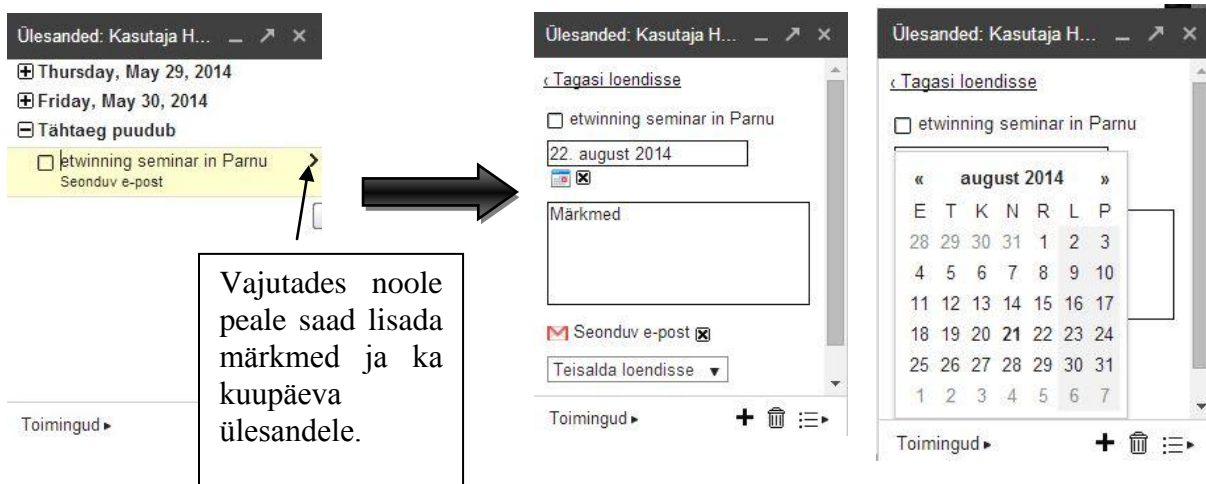 Ülesanded: Kasutaja H...
Thursday, May 29, 2014
Friday, May 30, 2014
Tähtaeg puudub
etwinning seminar in Parnu
Seonduv e-post
Toimingud
Vajutades noole
peale saad lisada
märkmed ja ka
kuupäeva
ülesandele.
Ülesanded: Kasutaja H...
‹ Tagasi loendisse
etwinning seminar in Parnu
22. august 2014
Märkmed
Seonduv e-post
Teisalda loendisse
Toimingud
Ülesanded: Kasutaja H...
‹ Tagasi loendisse
etwinning seminar in Parnu
« august 2014 »
E T K N R L P
28 29 30 31 1 2 3
4 5 6 7 8 9 10
11 12 13 14 15 16 17
18 19 20 21 22 23 24
25 26 27 28 29 30 31
1 2 3 4 5 6 7
Toimingud